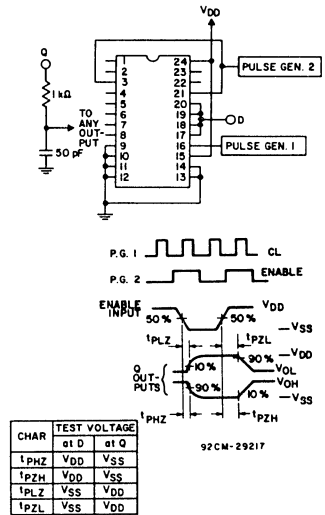 VDD
Q
1 kΩ
TO
ANY
OUT-
PUT
50 pF
1
2
3
4
5
6
7
8
9
10
11
12
24
23
22
21
20
19
18
17
16
15
14
13
PULSE GEN. 2
D
PULSE GEN. 1
P.G. 1 CL
P.G. 2 ENABLE
ENABLE INPUT 50% 50% VDD
VSS
tPLZ tPZL
VDD
10% 90% VOL
Q OUTPUTS
90% 10% VOH
VSS
tPHZ tPZH
92CM-29217
CHAR TEST VOLTAGE
at D at Q
tPHZ VDD VSS
tPZH VDD VSS
tPLZ VSS VDD
tPZL VSS VDD